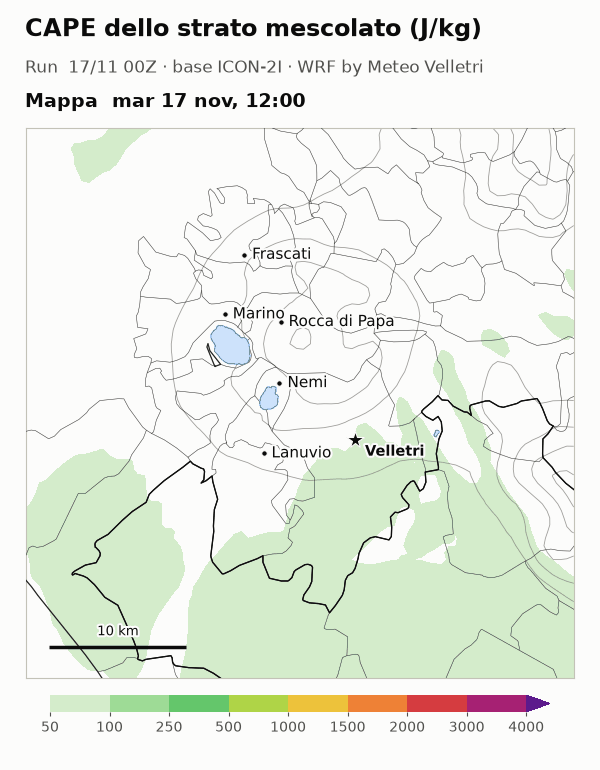 CAPE dello strato mescolato (J/kg)
Run  17/11 00Z · base ICON-2I · WRF by Meteo Velletri
Mappa  mar 17 nov, 12:00
Frascati
Marino
Rocca di Papa
Nemi
Velletri
Lanuvio
10 km
50 100 250 500 1000 1500 2000 3000 4000